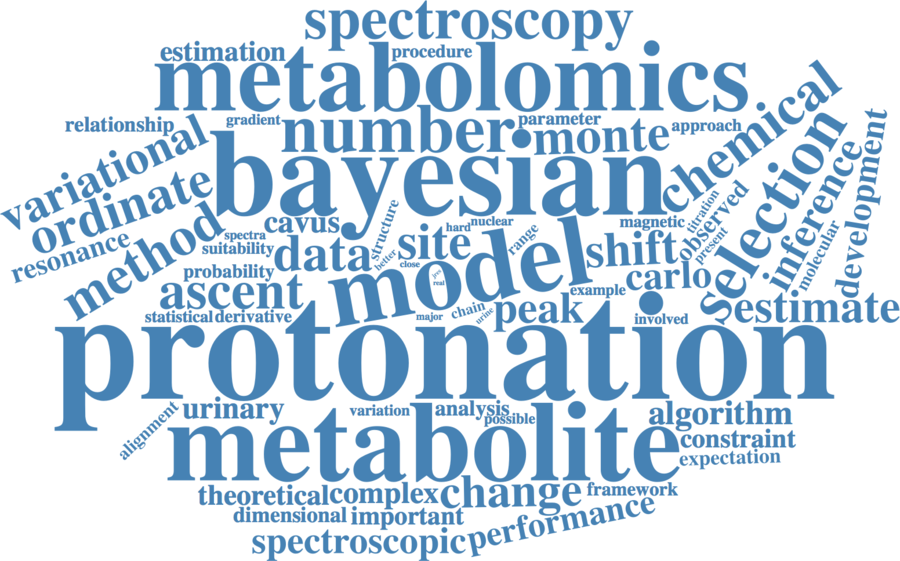 spectroscopy
estimation
procedure
metabolomics
relationship
gradient
number
parameter
monte
approach
chemical
variational
bayesian
ordinate
resonance
method
spectra
suitability
cavus
data
structure
better
close
site
hard
nuclear
range
magnetic
titration
observed
present
shift
selection
inference
molecular
development
probability
ascent
model
real
carlo
example
peak
chain
urine
major
statistical
derivative
involved
estimate
protonation
alignment
urinary
variation
analysis
possible
algorithm
metabolite
constraint
expectation
theoretical
complex
change
framework
dimensional
important
performance
spectroscopic